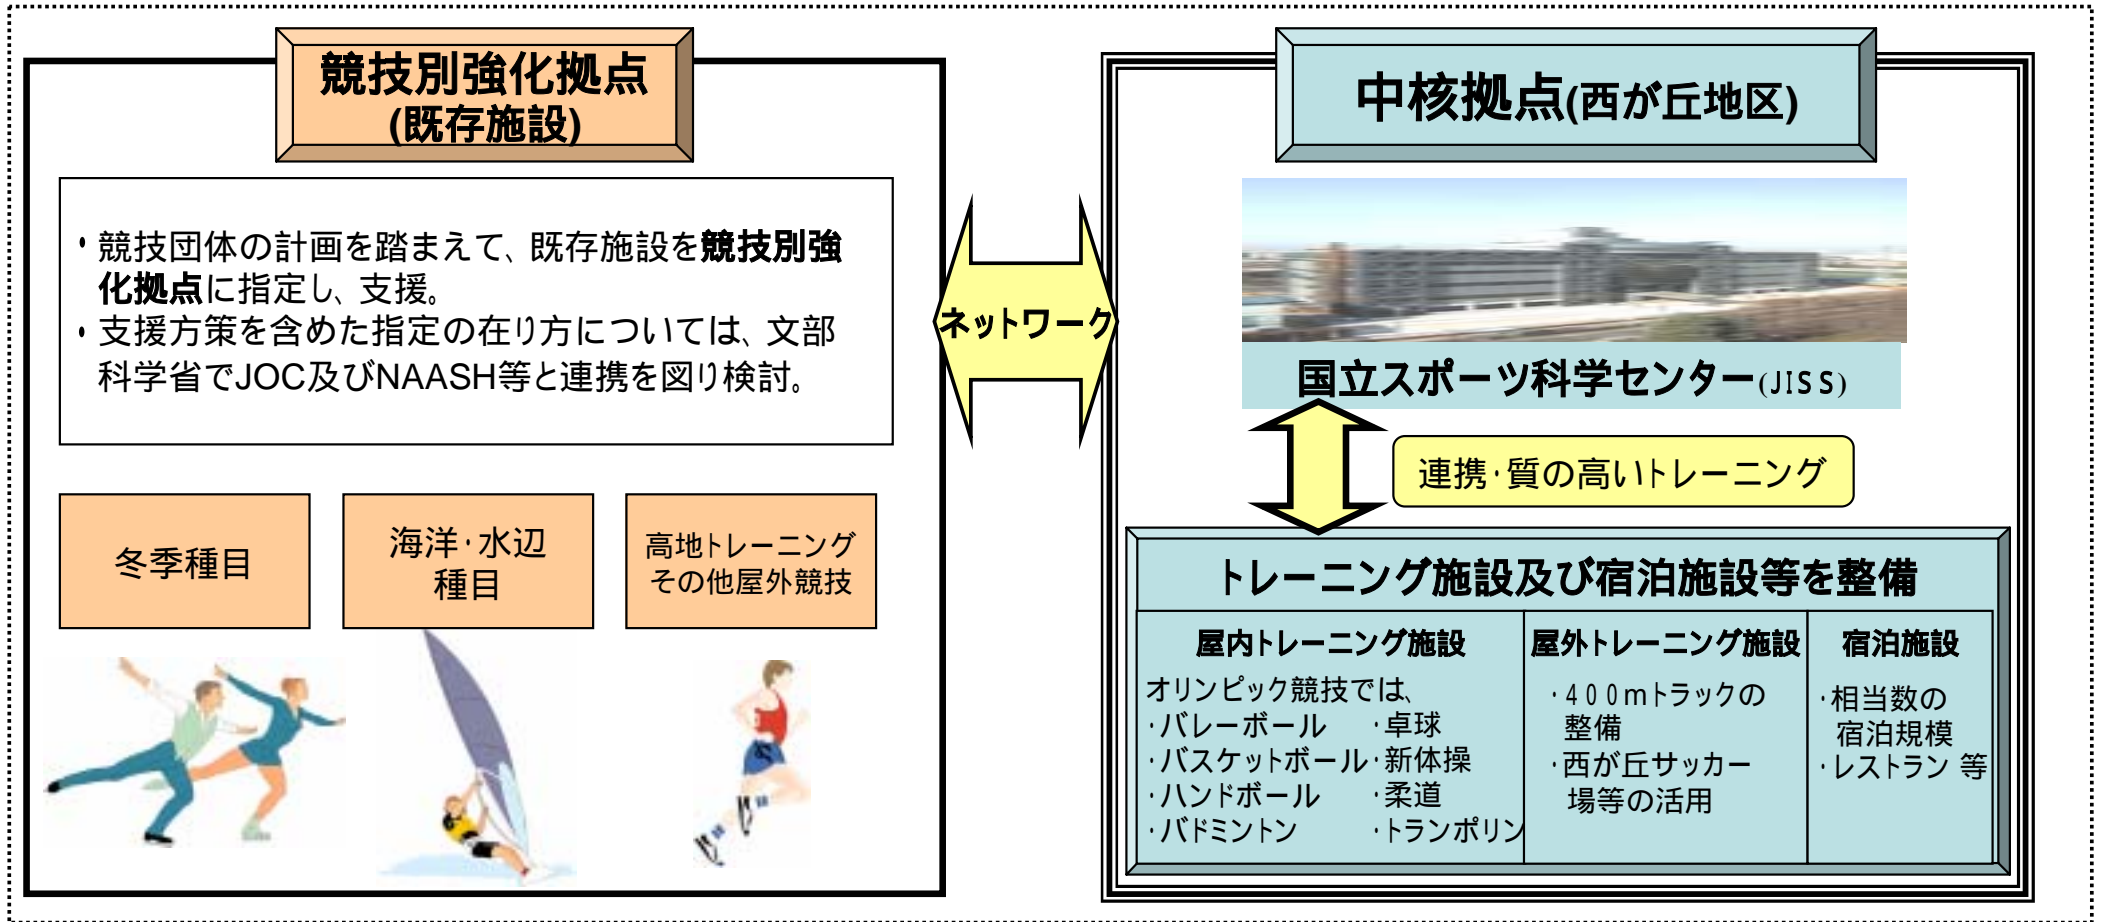 競技別強化拠点
(既存施設)
・競技団体の計画を踏まえて、既存施設を競技別強
化拠点に指定し、支援。
・支援方策を含めた指定の在り方については、文部
科学省でJOC及びNAASH等と連携を図り検討。
冬季種目
海洋・水辺
種目
高地トレーニング
その他屋外競技
ネットワーク
中核拠点(西が丘地区)
国立スポーツ科学センター(JISS)
連携・質の高いトレーニング
トレーニング施設及び宿泊施設等を整備
屋内トレーニング施設
オリンピック競技では、
・バレーボール ・卓球
・バスケットボール ・新体操
・ハンドボール ・柔道
・バドミントン ・トランポリン
屋外トレーニング施設
・400mトラックの
整備
・西が丘サッカー
場等の活用
宿泊施設
・相当数の
宿泊規模
・レストラン 等